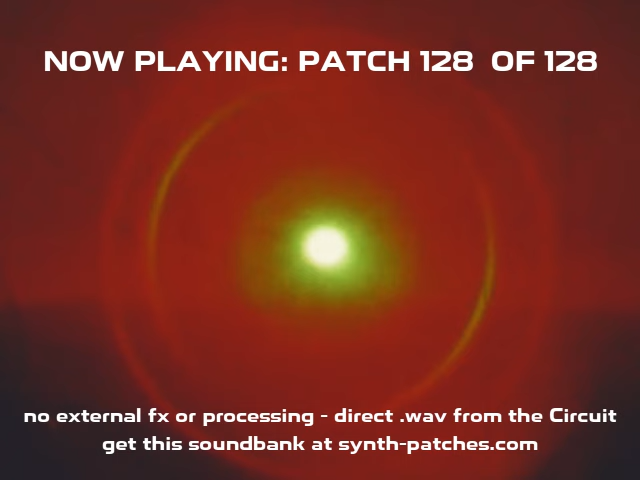 NOW PLAYING: PATCH 128 OF 128
no external fx or processing - direct .wav from the Circuit
get this soundbank at synth-patches.com